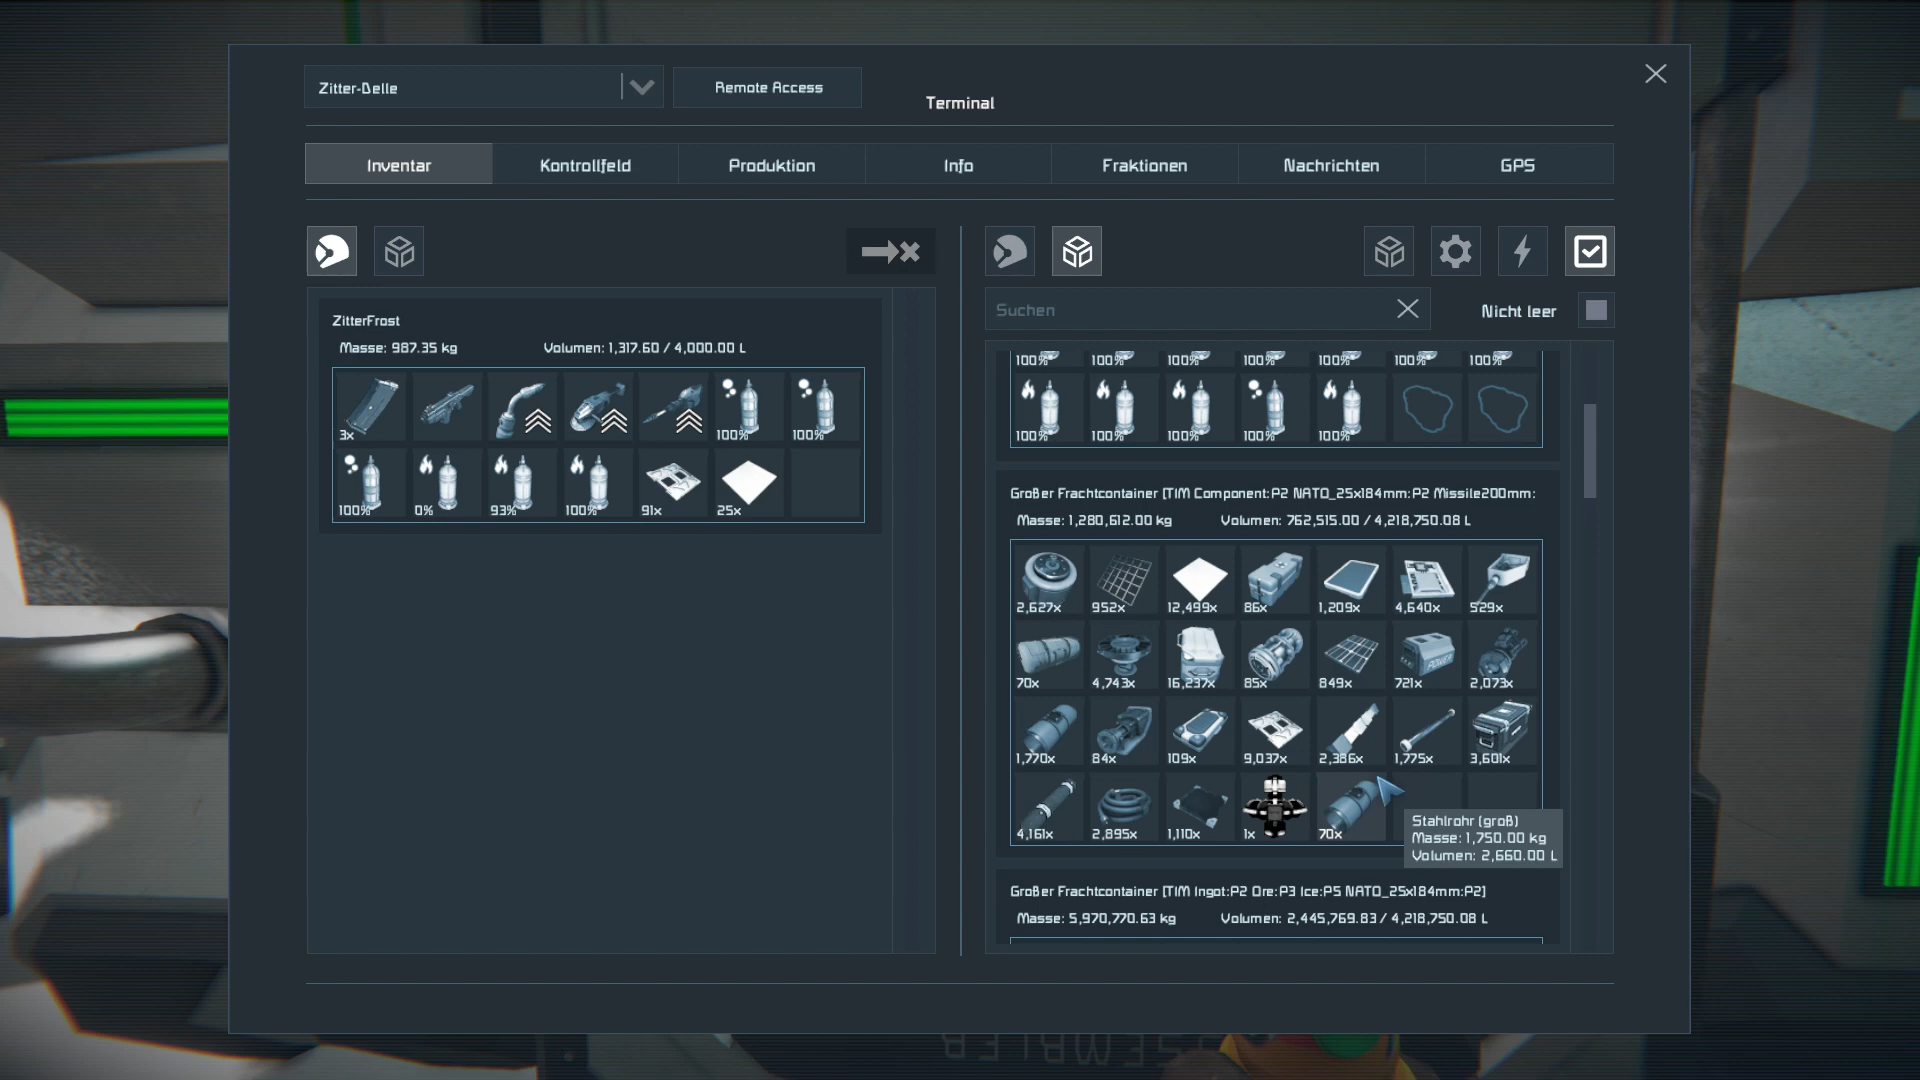 Zitter-Delle
Remote Access
Terminal
Inventar
Kontrollfeld
Produktion
Info
Fraktionen
Nachrichten
GPS
Suchen
Nicht leer
ZitterFrost
Masse: 987.35 kg
Volumen: 1,317.60 / 4,000.00 L
3x
100%
100%
100%
0%
93%
100%
91x
25x
100%
100%
100%
100%
100%
100%
100%
100%
100%
100%
100%
100%
Großer Frachtcontainer [TIM Component:P2 NATO_25x184mm:P2 Missile200mm:
Masse: 1,280,612.00 kg
Volumen: 762,515.00 / 4,218,750.08 L
2,627x
952x
12,499x
86x
1,209x
4,640x
529x
70x
4,743x
16,237x
85x
849x
721x
2,073x
1,770x
84x
109x
9,037x
2,386x
1,775x
3,601x
4,161x
2,895x
1,110x
1x
70x
Stahlrohr (groß)
Masse: 1,750.00 kg
Volumen: 2,660.00 L
Großer Frachtcontainer [TIM Ingot:P2 Ore:P3 Ice:P5 NATO_25x184mm:P2]
Masse: 5,970,770.63 kg
Volumen: 2,445,769.83 / 4,218,750.08 L
POWER